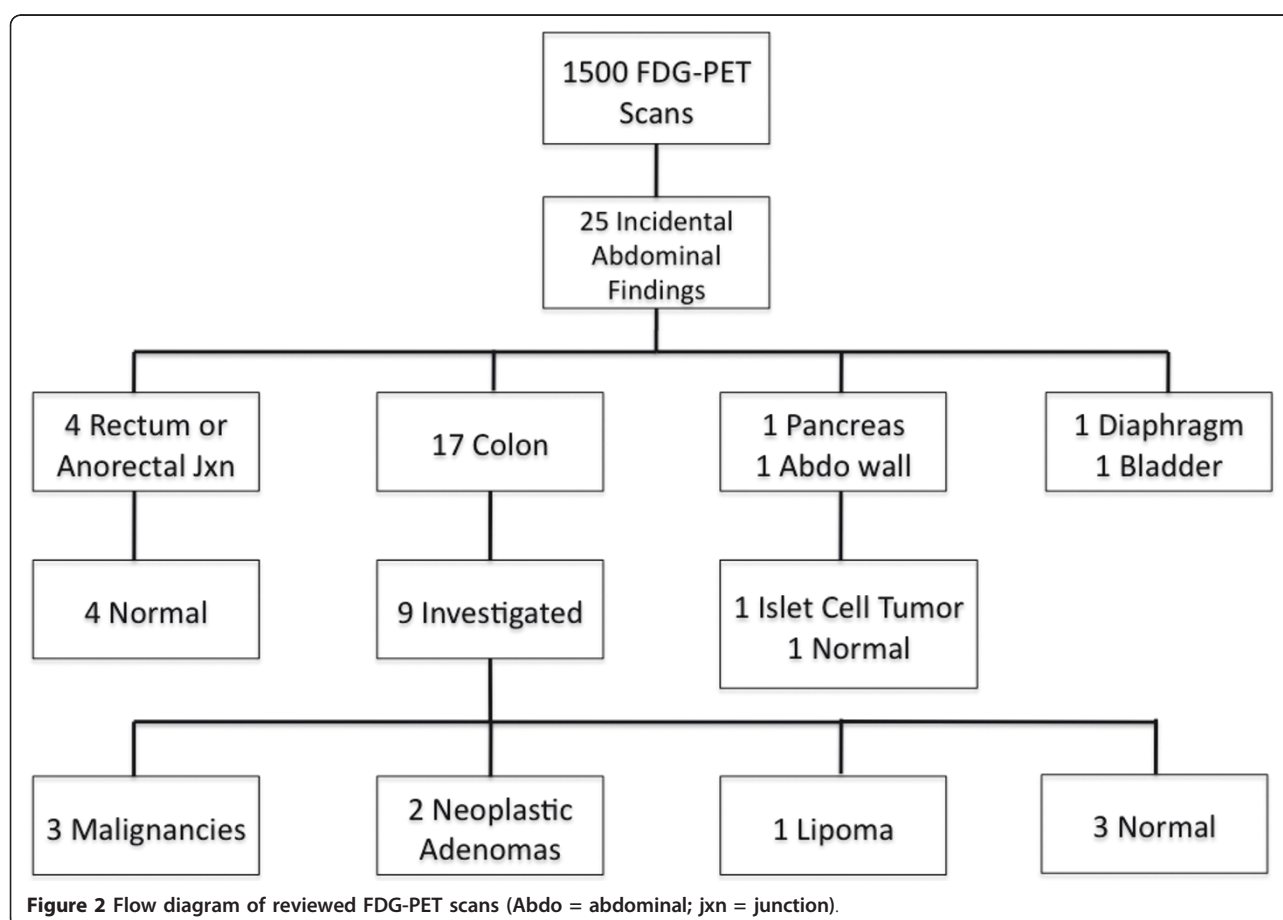 1500 FDG-PET
Scans
25 Incidental
Abdominal
Findings
4 Rectum or
Anorectal Jxn
17 Colon
1 Pancreas
1 Abdo wall
1 Diaphragm
1 Bladder
4 Normal
9 Investigated
1 Islet Cell Tumor
1 Normal
3 Malignancies
2 Neoplastic
Adenomas
1 Lipoma
3 Normal
Figure 2 Flow diagram of reviewed FDG-PET scans (Abdo = abdominal; jxn = junction).